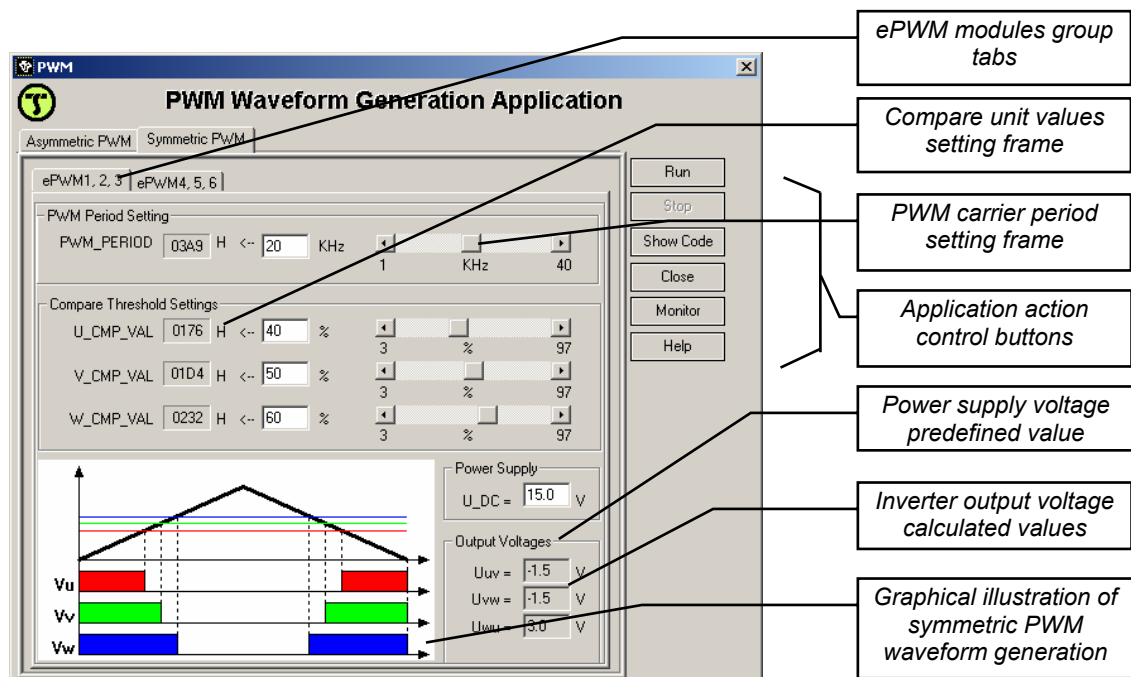 ePWM modules group
tabs
PWM
PWM Waveform Generation Application
Asymmetric PWM Symmetric PWM
Compare unit values
setting frame
ePWM1, 2, 3 ePWM4, 5, 6
Run
PWM Period Setting
Stop
PWM_PERIOD 03A9 H <-- 20 KHz
Show Code
PWM carrier period
setting frame
1 KHz 40
Close
Compare Threshold Settings
Monitor
Application action
control buttons
U_CMP_VAL 0176 H <-- 40 %
Help
3 % 97
V_CMP_VAL 01D4 H <-- 50 %
3 % 97
W_CMP_VAL 0232 H <-- 60 %
3 % 97
Power supply voltage
predefined value
Power Supply
U_DC = 15.0 V
Inverter output voltage
calculated values
Output Voltages
Uuv = -1.5 V
Uvw = -1.5 V
Uwu = 3.0 V
Vu
Vv
Vw
Graphical illustration of
symmetric PWM
waveform generation